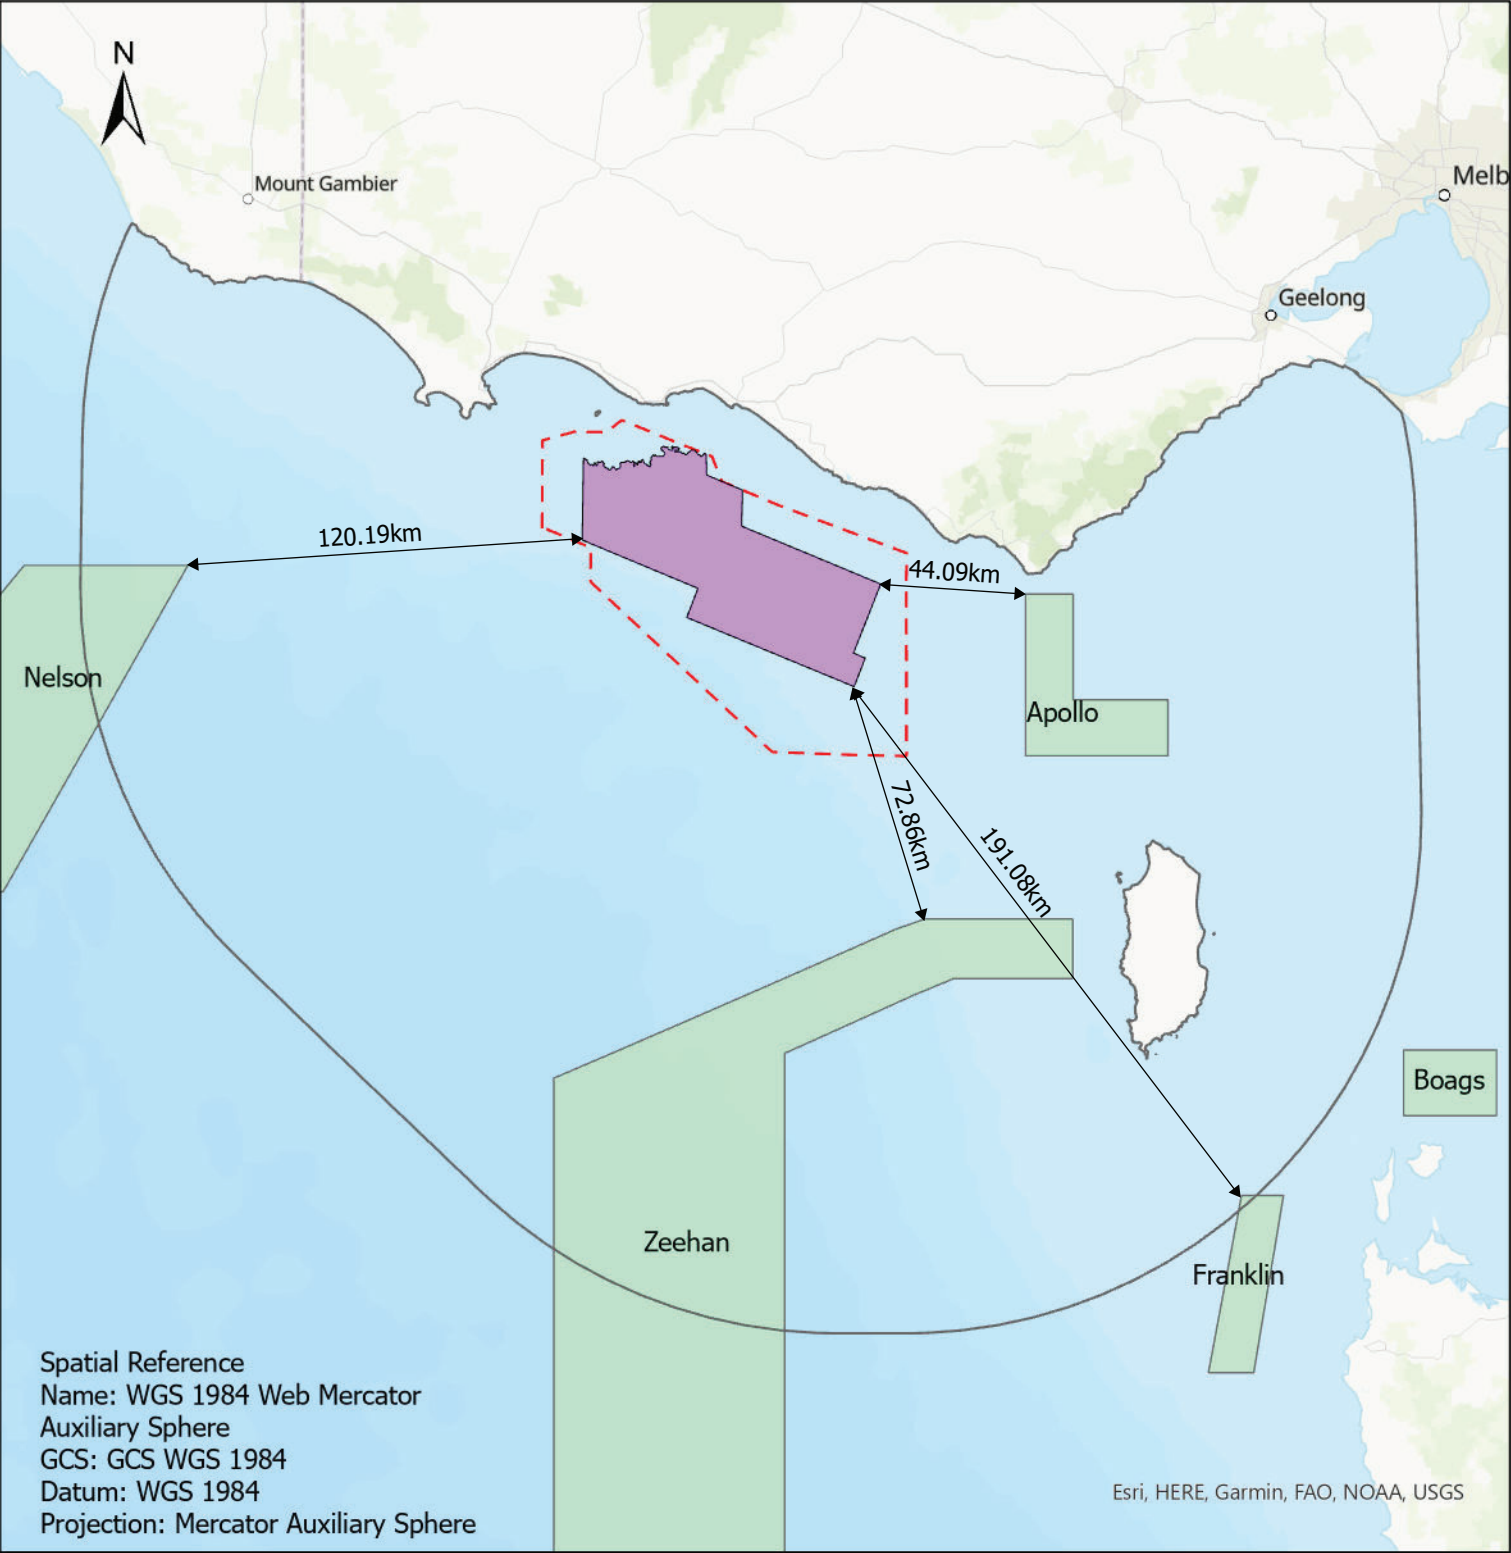 N
Mount Gambier
Melb
Geelong
120.19km
44.09km
Nelson
Apollo
72.86km
191.08km
Boags
Zeehan
Franklin
Spatial Reference
Name: WGS 1984 Web Mercator
Auxiliary Sphere
GCS: GCS WGS 1984
Datum: WGS 1984
Projection: Mercator Auxiliary Sphere
Esri, HERE, Garmin, FAO, NOAA, USGS